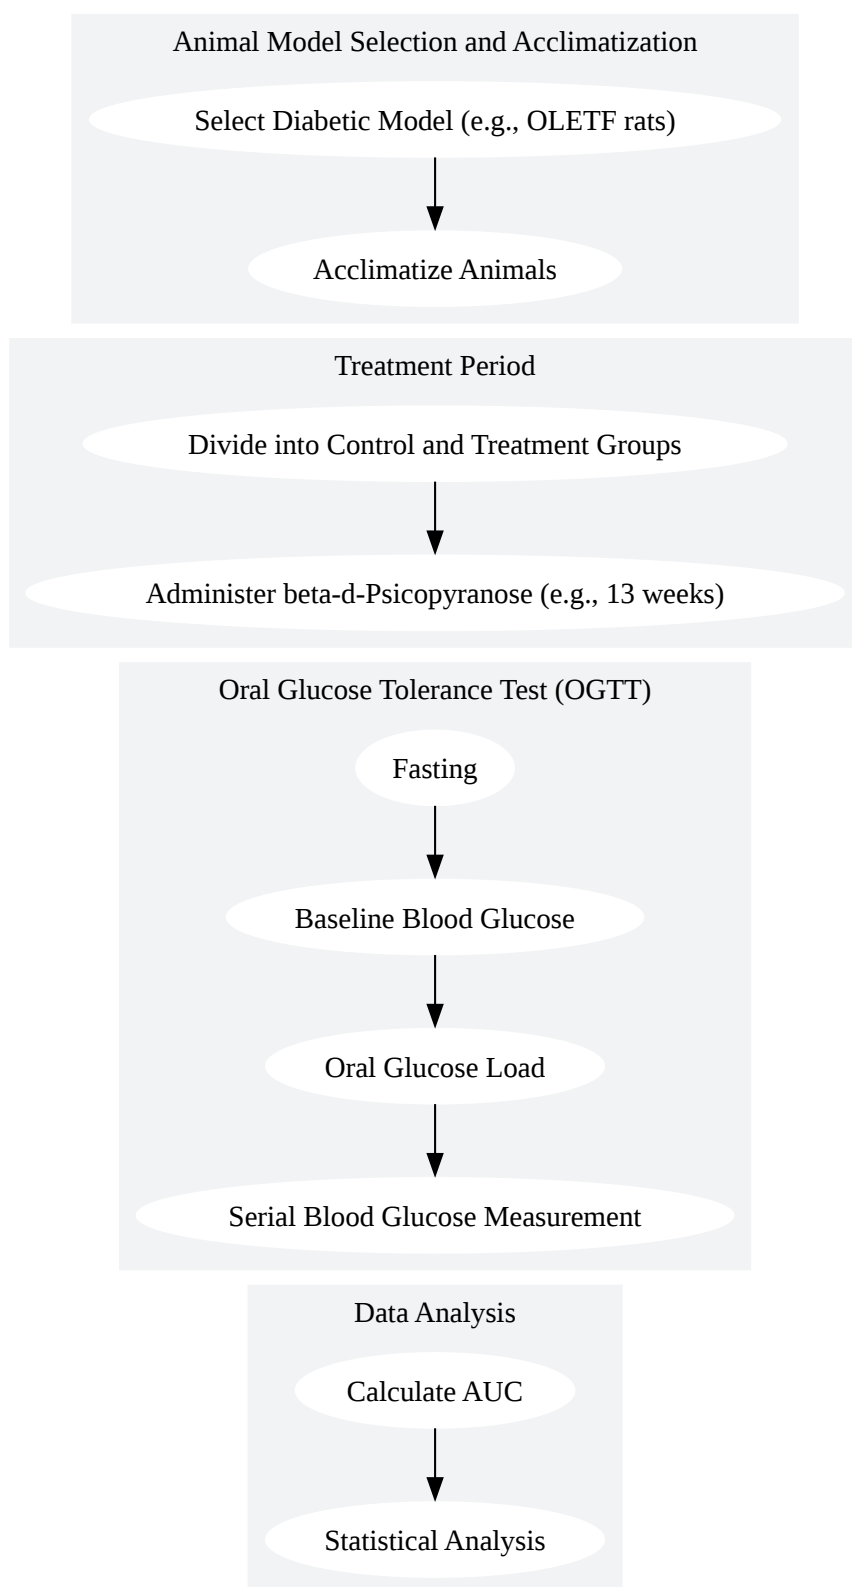 Animal Model Selection and Acclimatization
Select Diabetic Model (e.g., OLETF rats)
Acclimatize Animals
Treatment Period
Divide into Control and Treatment Groups
Administer beta-d-Psicopyranose (e.g., 13 weeks)
Oral Glucose Tolerance Test (OGTT)
Fasting
Baseline Blood Glucose
Oral Glucose Load
Serial Blood Glucose Measurement
Data Analysis
Calculate AUC
Statistical Analysis